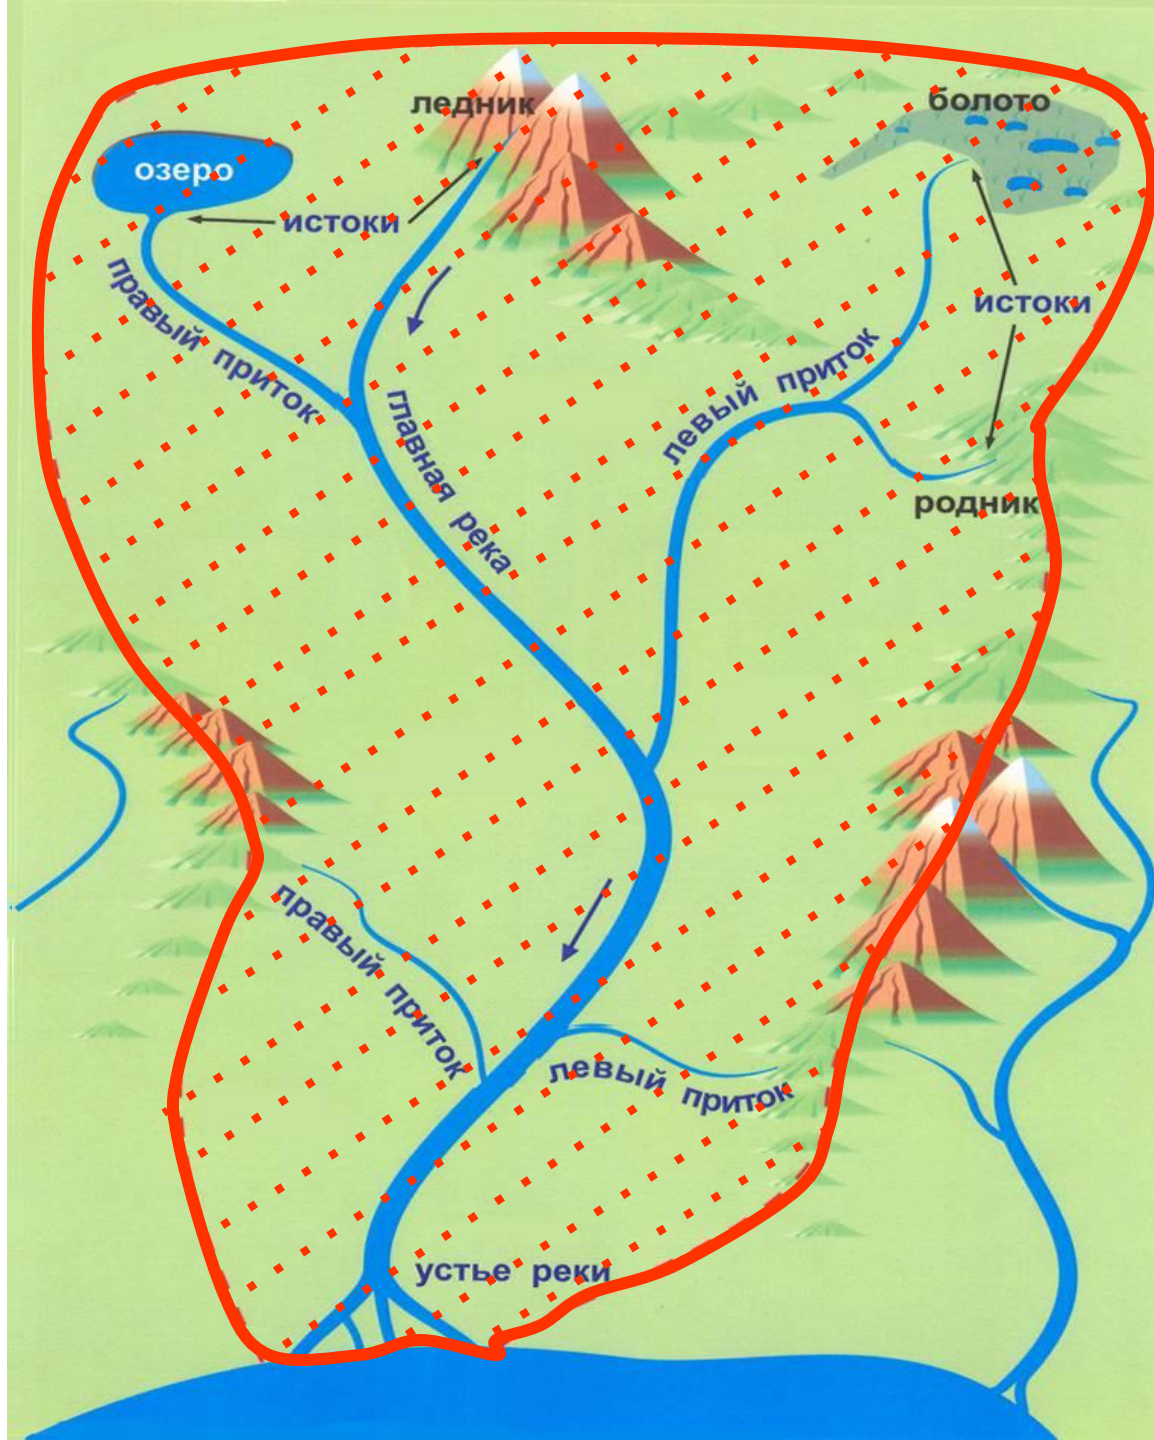 ледник
болото
озеро
истоки
истоки
правый приток
левый приток
главная река
родник
правый приток
левый приток
устье реки